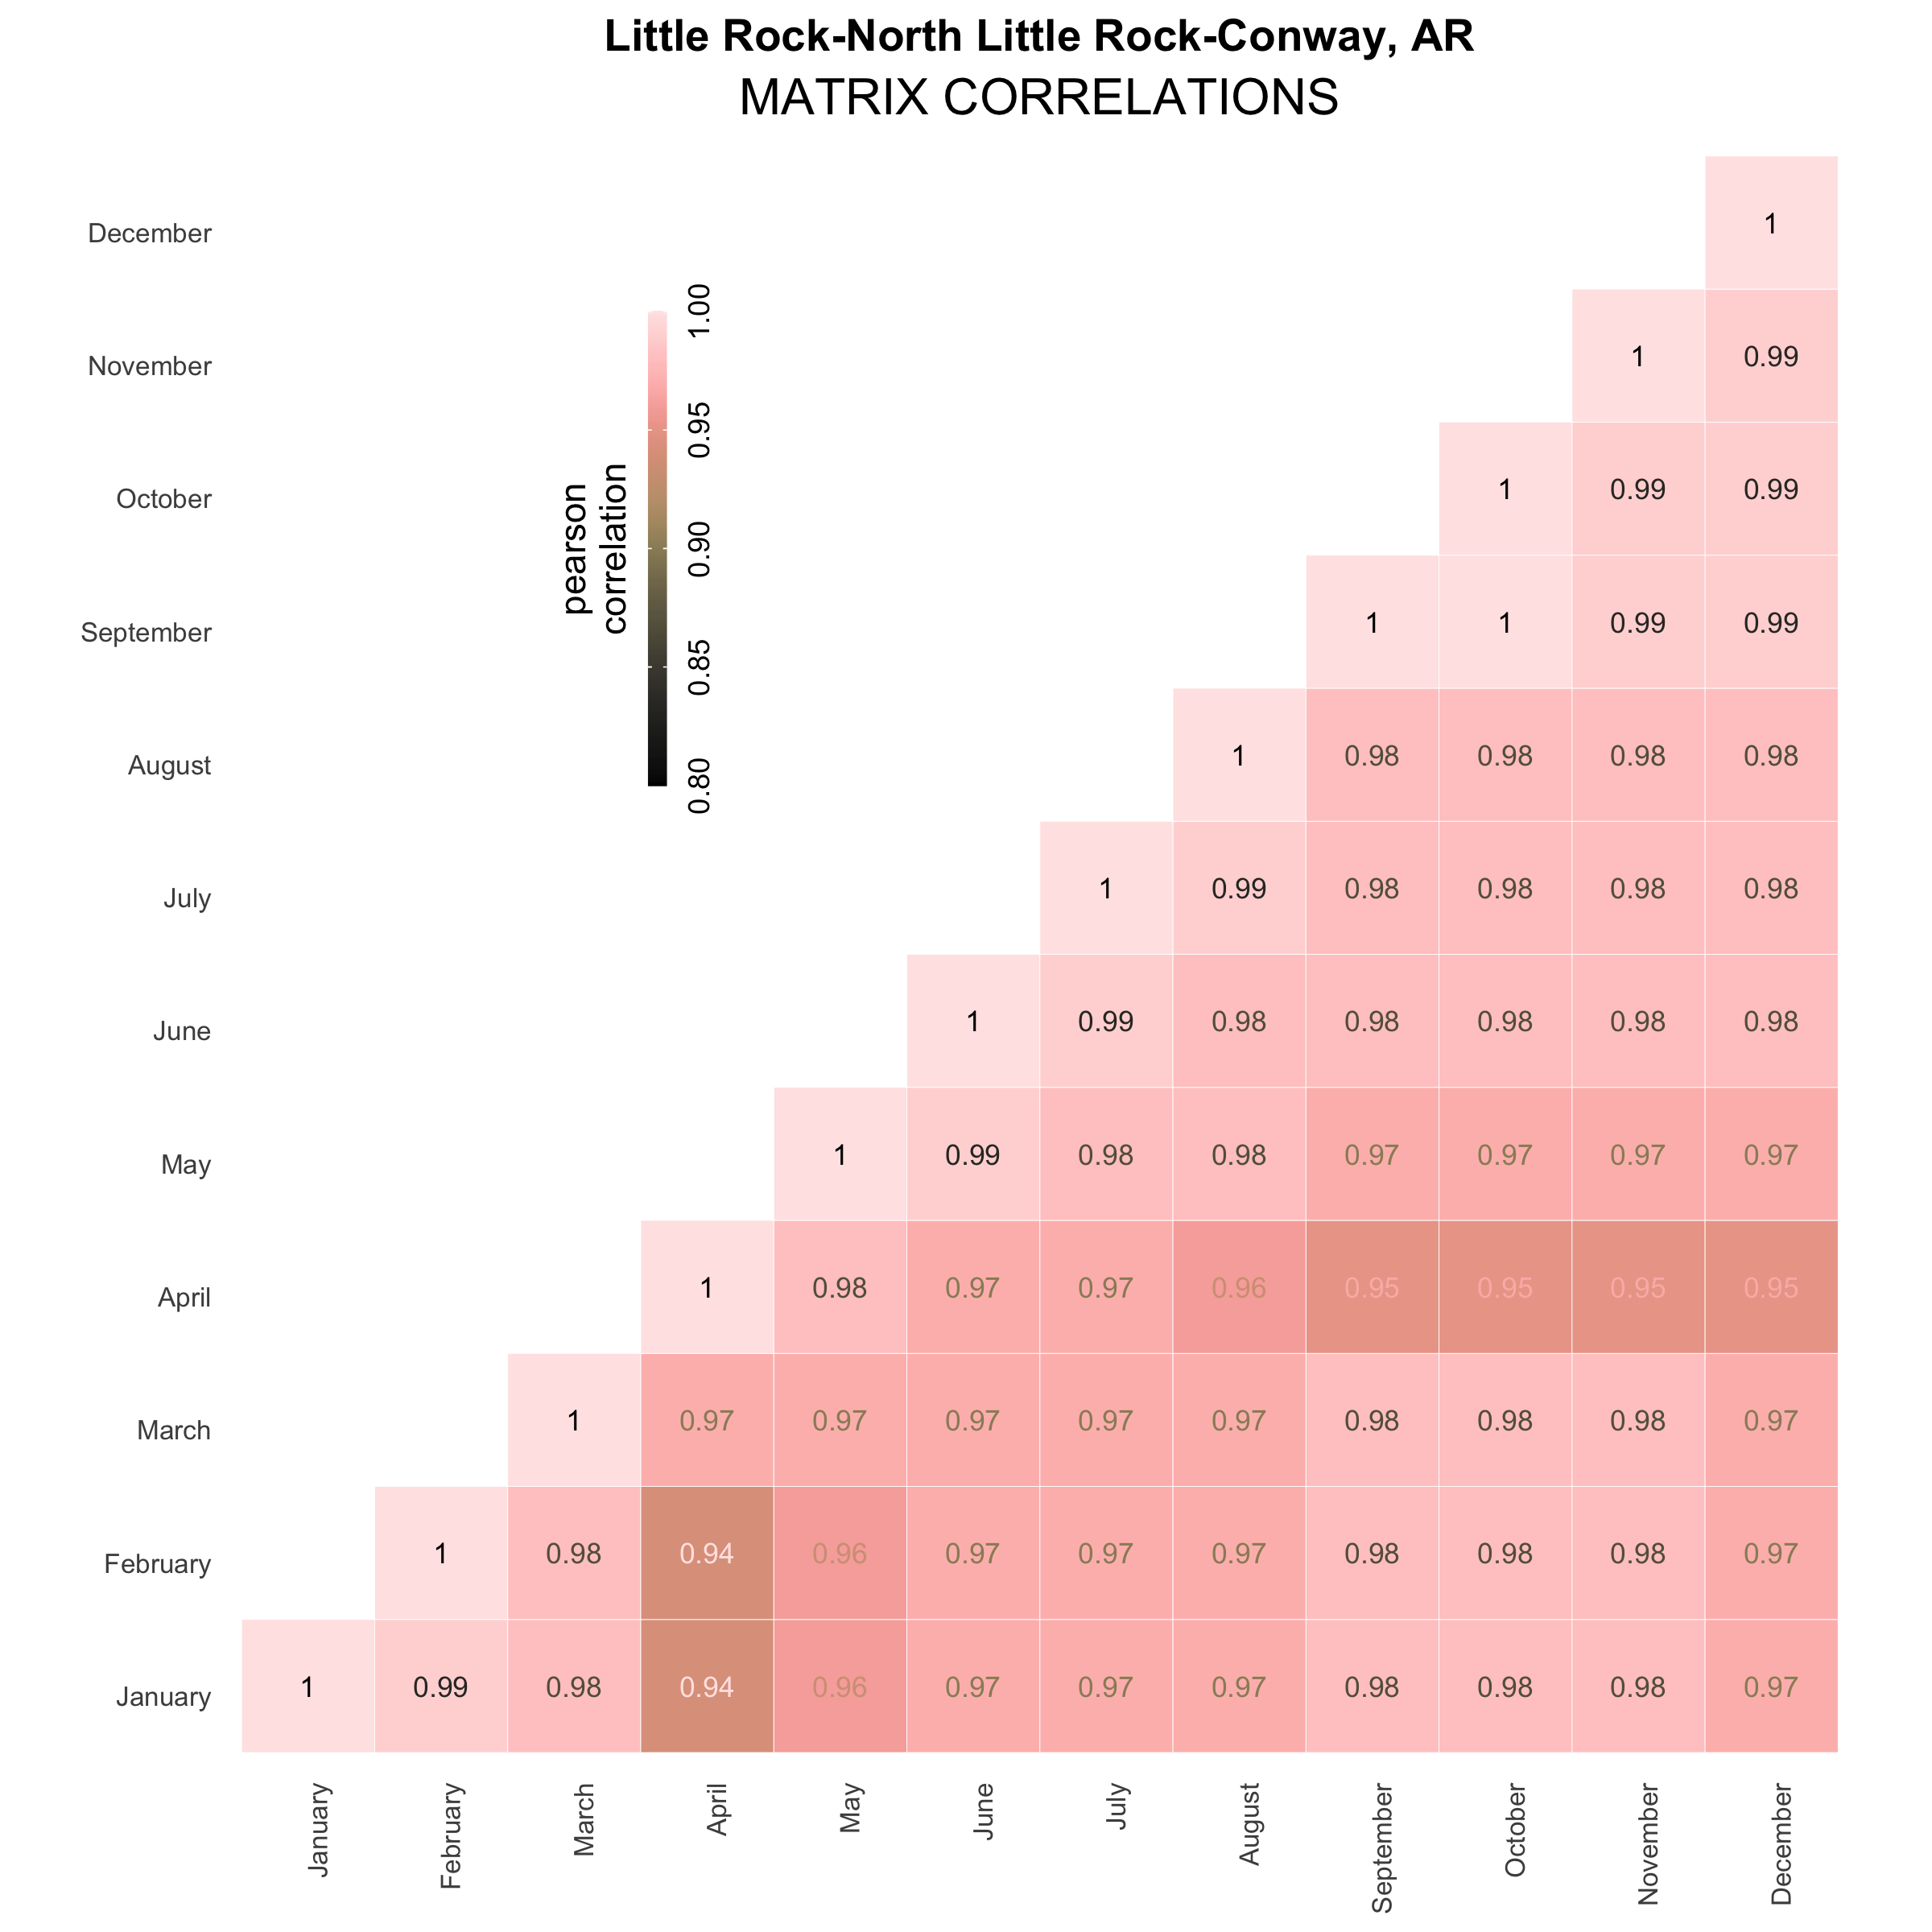 Little Rock-North Little Rock-Conway, AR
MATRIX CORRELATIONS
pearson
correlation
1.00
0.95
0.90
0.85
0.80
December 1
November 1 0.99
October 1 0.99 0.99
September 1 1 0.99 0.99
August 1 0.98 0.98 0.98 0.98
July 1 0.99 0.98 0.98 0.98 0.98
June 1 0.99 0.98 0.98 0.98 0.98 0.98
May 1 0.99 0.98 0.98 0.97 0.97 0.97 0.97
April 1 0.98 0.97 0.97 0.96 0.95 0.95 0.95 0.95
March 1 0.97 0.97 0.97 0.97 0.97 0.98 0.98 0.98 0.97
February 1 0.98 0.94 0.96 0.97 0.97 0.97 0.98 0.98 0.98 0.97
January 1 0.99 0.98 0.94 0.96 0.97 0.97 0.97 0.98 0.98 0.98 0.97
January February March April May June July August September October November December